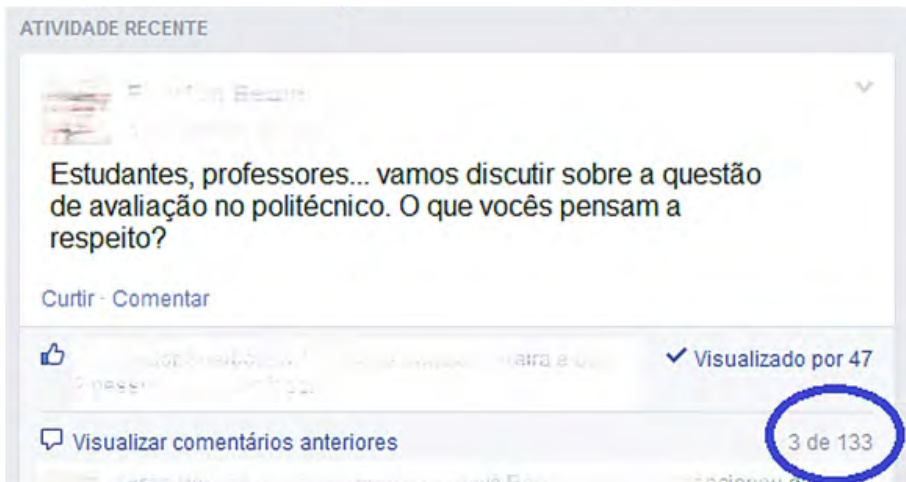 ATIVIDADE RECENTE
Estudantes, professores... vamos discutir sobre a questão
de avaliação no politécnico. O que vocês pensam a
respeito?
Curtir · Comentar
Visualizado por 47
Visualizar comentários anteriores
3 de 133